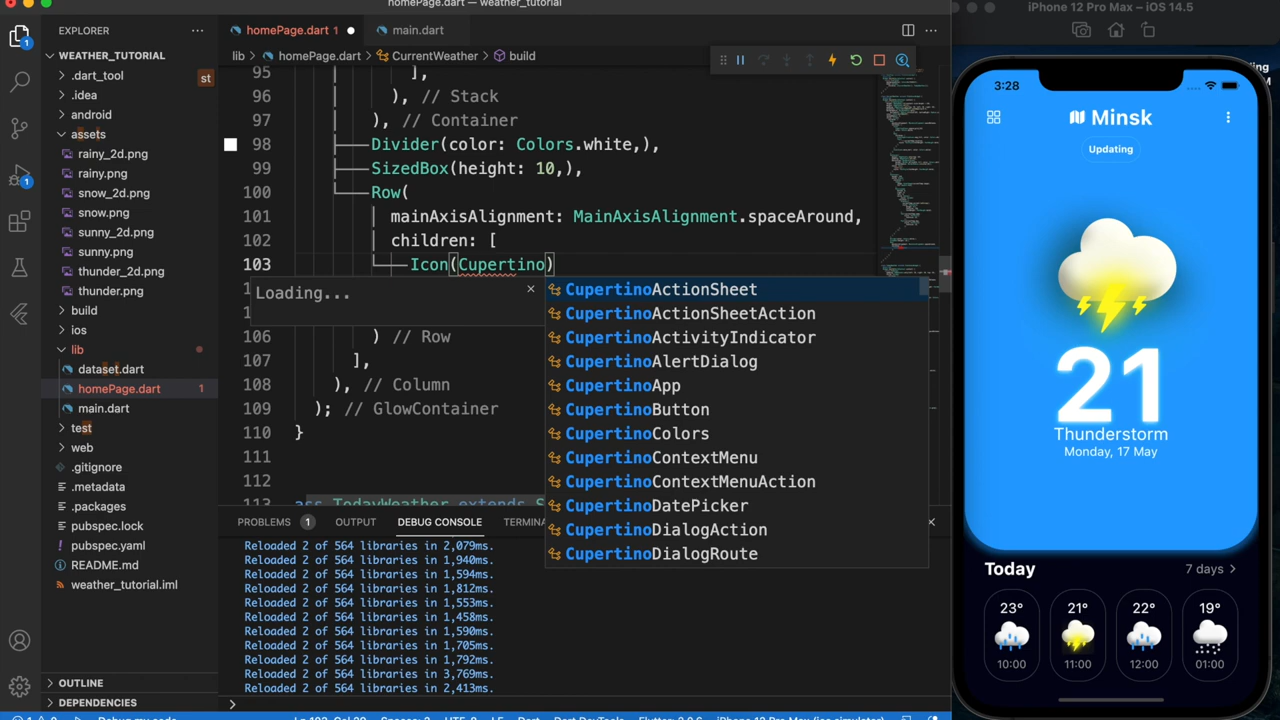 homePage.dart — weather_tutorial
iPhone 12 Pro Max – iOS 14.5
EXPLORER
homePage.dart 1
main.dart
WEATHER_TUTORIAL
lib
homePage.dart
CurrentWeather
build
.dart_tool
st
.idea
android
assets
rainy_2d.png
rainy.png
snow_2d.png
snow.png
sunny_2d.png
sunny.png
thunder_2d.png
thunder.png
build
ios
lib
dataset.dart
homePage.dart 1
main.dart
test
web
.gitignore
.metadata
.packages
pubspec.lock
pubspec.yaml
README.md
weather_tutorial.iml
OUTLINE
DEPENDENCIES
95 ],
96 ), // Stack
97 ), // Container
98 Divider(color: Colors.white,),
99 SizedBox(height: 10,),
100 Row(
101 mainAxisAlignment: MainAxisAlignment.spaceAround,
102 children: [
103 Icon(Cupertino)
Loading...
CupertinoActionSheet
CupertinoActionSheetAction
CupertinoActivityIndicator
CupertinoAlertDialog
CupertinoApp
CupertinoButton
CupertinoColors
CupertinoContextMenu
CupertinoContextMenuAction
CupertinoDatePicker
CupertinoDialogAction
CupertinoDialogRoute
106 ) // Row
107 ],
108 ), // Column
109 ); // GlowContainer
110 }
111
112
113 ass TodayWeather extends S
PROBLEMS 1
OUTPUT
DEBUG CONSOLE
TERMINA
Reloaded 2 of 564 libraries in 2,079ms.
Reloaded 2 of 564 libraries in 1,940ms.
Reloaded 2 of 564 libraries in 1,594ms.
Reloaded 2 of 564 libraries in 1,812ms.
Reloaded 2 of 564 libraries in 1,553ms.
Reloaded 2 of 564 libraries in 1,458ms.
Reloaded 2 of 564 libraries in 1,590ms.
Reloaded 2 of 564 libraries in 1,705ms.
Reloaded 2 of 564 libraries in 1,792ms.
Reloaded 2 of 564 libraries in 3,769ms.
Reloaded 2 of 564 libraries in 2,413ms.
3:28
Minsk
Updating
21
Thunderstorm
Monday, 17 May
Today
7 days
23° 21° 22° 19°
10:00 11:00 12:00 01:00